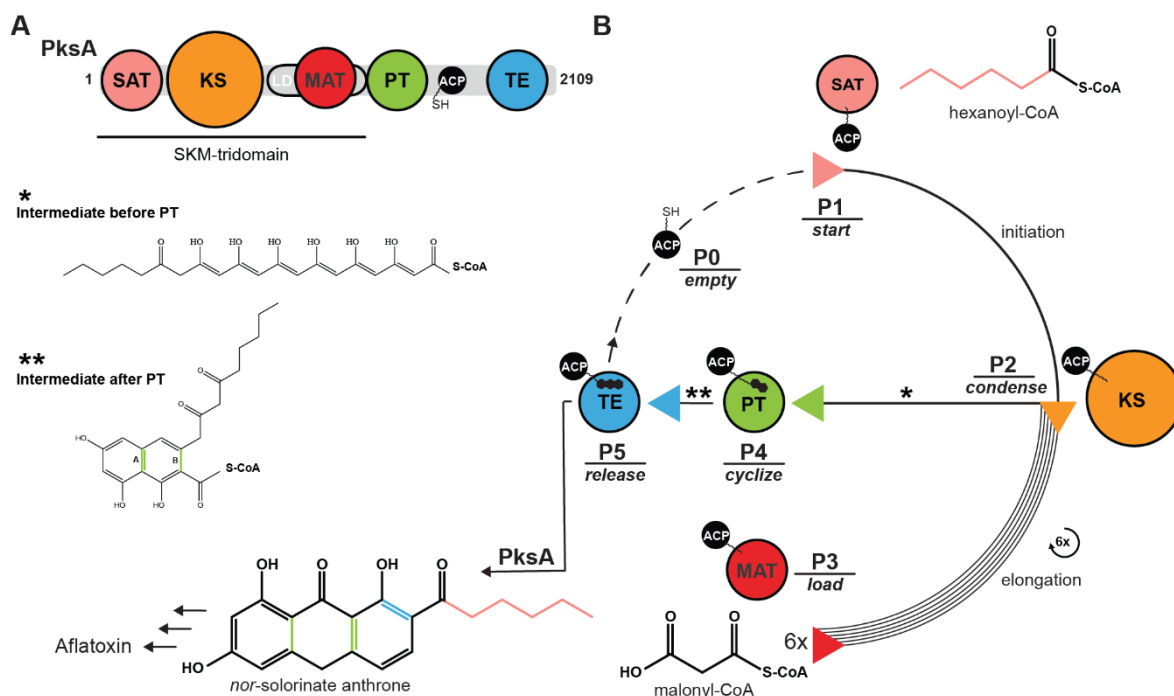 A
PksA
1 SAT KS LD MAT PT ACP TE 2109
SH
SKM-tridomain
*
Intermediate before PT
O HO HO HO HO HO O
S-CoA
**
Intermediate after PT
O
O
HO
A B
S-CoA
OH OH O
PksA
OH O OH O
HO
Aflatoxin
nor-solorinate anthrone
B
SAT
ACP
O
S-CoA
hexanoyl-CoA
P1
start
initiation
SH
ACP
P0
empty
ACP
TE
P5
release
**
ACP
PT
P4
cyclize
*
P2
condense
ACP
KS
ACP
MAT
P3
load
6x
elongation
6x
O O
HO S-CoA
malonyl-CoA